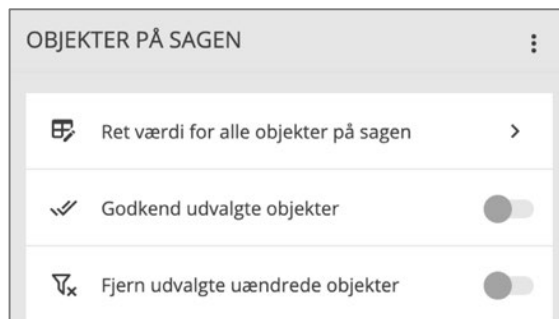 OBJEKTER PÅ SAGEN
Ret værdi for alle objekter på sagen
Godkend udvalgte objekter
Fjern udvalgte uændrede objekter